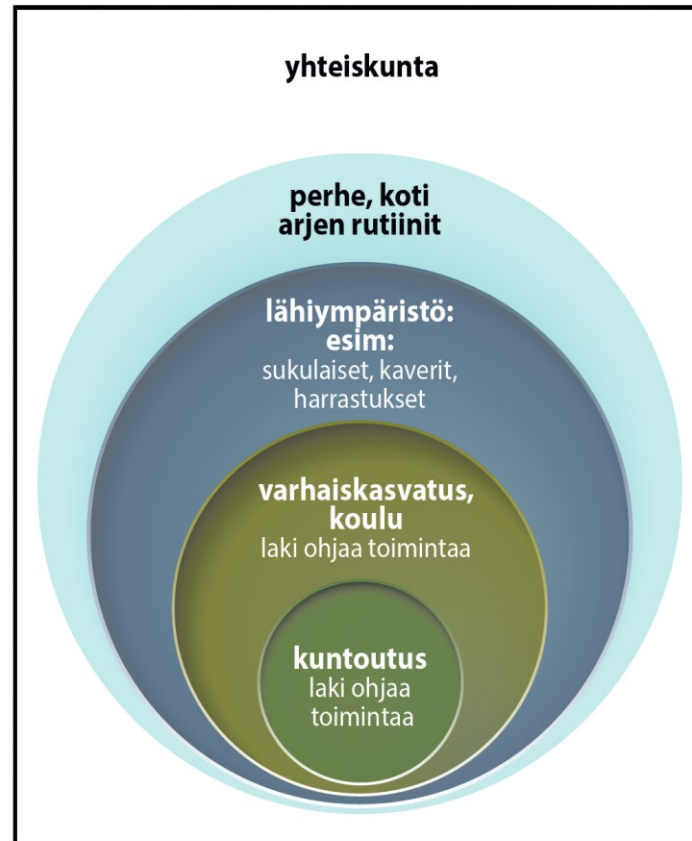 yhteiskunta
perhe, koti
arjen rutiinit
lähiympäristö:
esim:
sukulaiset, kaverit,
harrastukset
varhaiskasvatus,
koulu
laki ohjaa toimintaa
kuntoutus
laki ohjaa
toimintaa